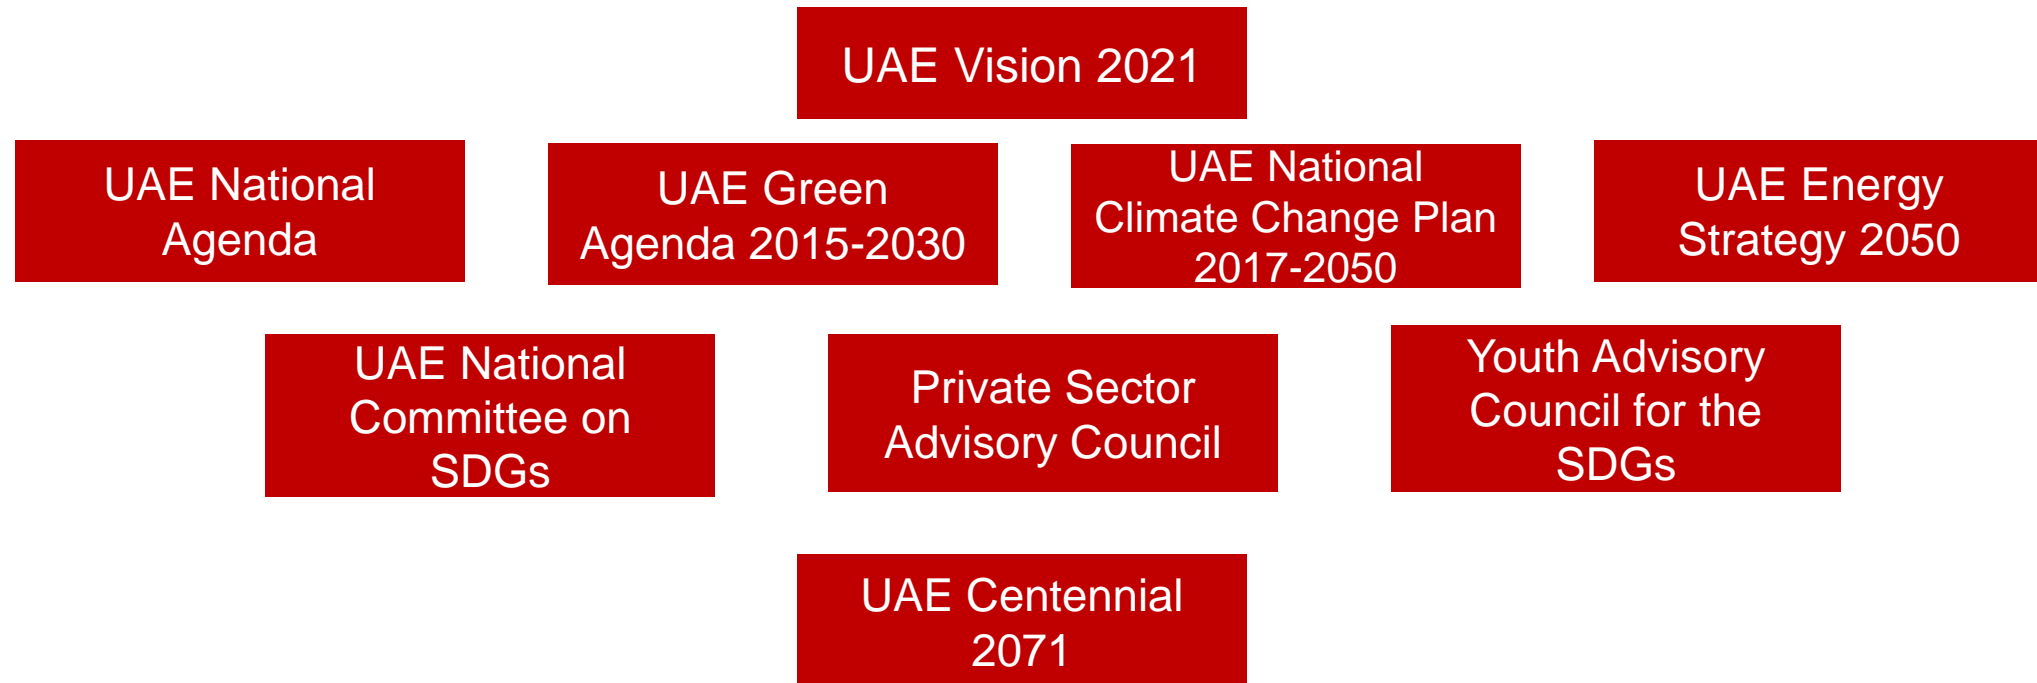 UAE Vision 2021
UAE National
Agenda
UAE Green
Agenda 2015-2030
UAE National
Climate Change Plan
2017-2050
UAE Energy
Strategy 2050
UAE National
Committee on
SDGs
Private Sector
Advisory Council
Youth Advisory
Council for the
SDGs
UAE Centennial
2071